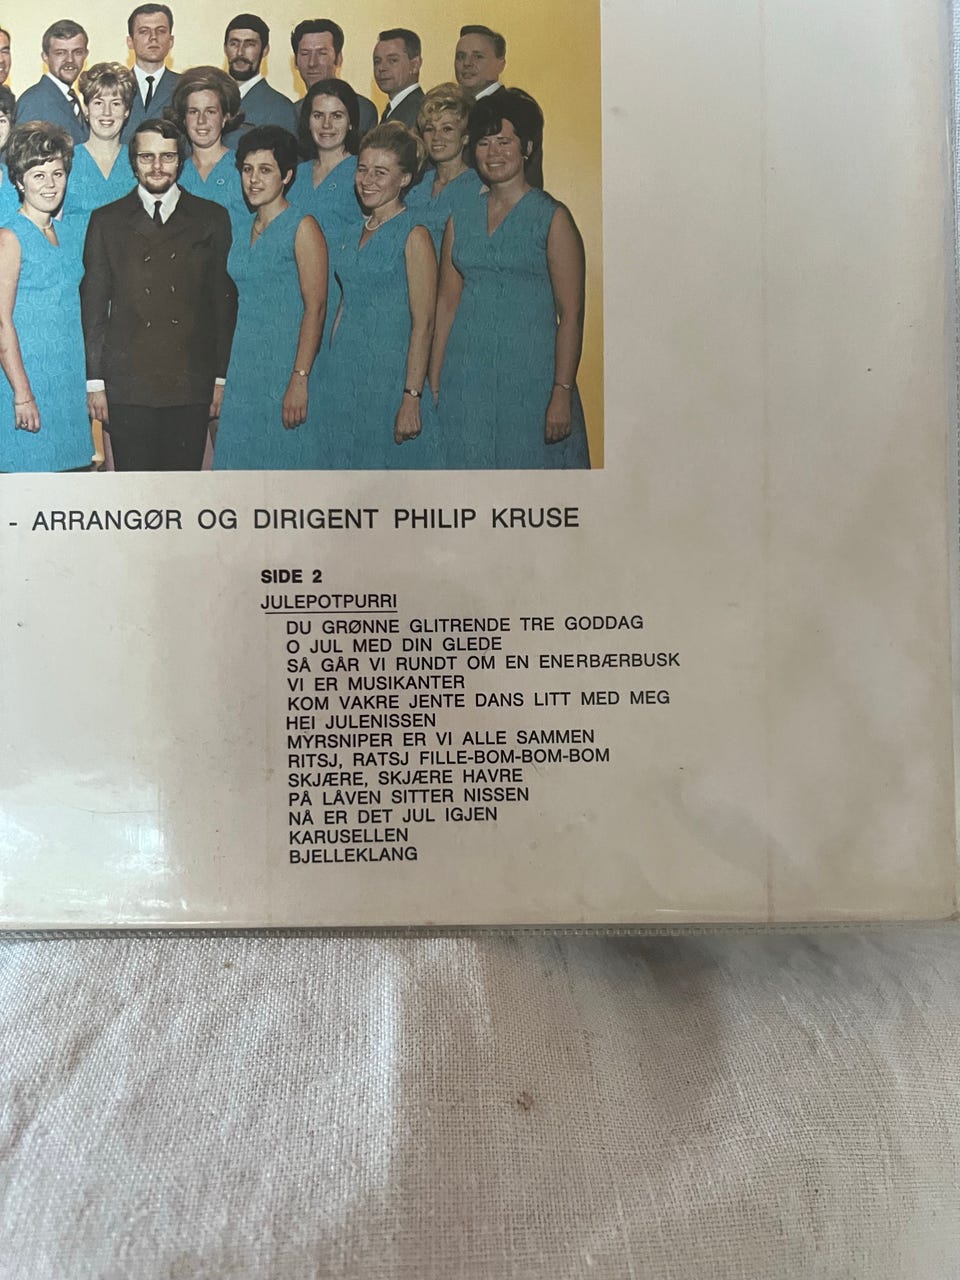 - ARRANGØR OG DIRIGENT PHILIP KRUSE
SIDE 2
JULEPOTPURRI
DU GRØNNE GLITRENDE TRE GODDAG
O JUL MED DIN GLEDE
SÅ GÅR VI RUNDT OM EN ENERBÆRBUSK
VI ER MUSIKANTER
KOM VAKRE JENTE DANS LITT MED MEG
HEI JULENISSEN
MYRSNIPER ER VI ALLE SAMMEN
RITSJ, RATSJ FILLE-BOM-BOM-BOM
SKJÆRE, SKJÆRE HAVRE
PÅ LÅVEN SITTER NISSEN
NÅ ER DET JUL IGJEN
KARUSELLEN
BJELLEKLANG